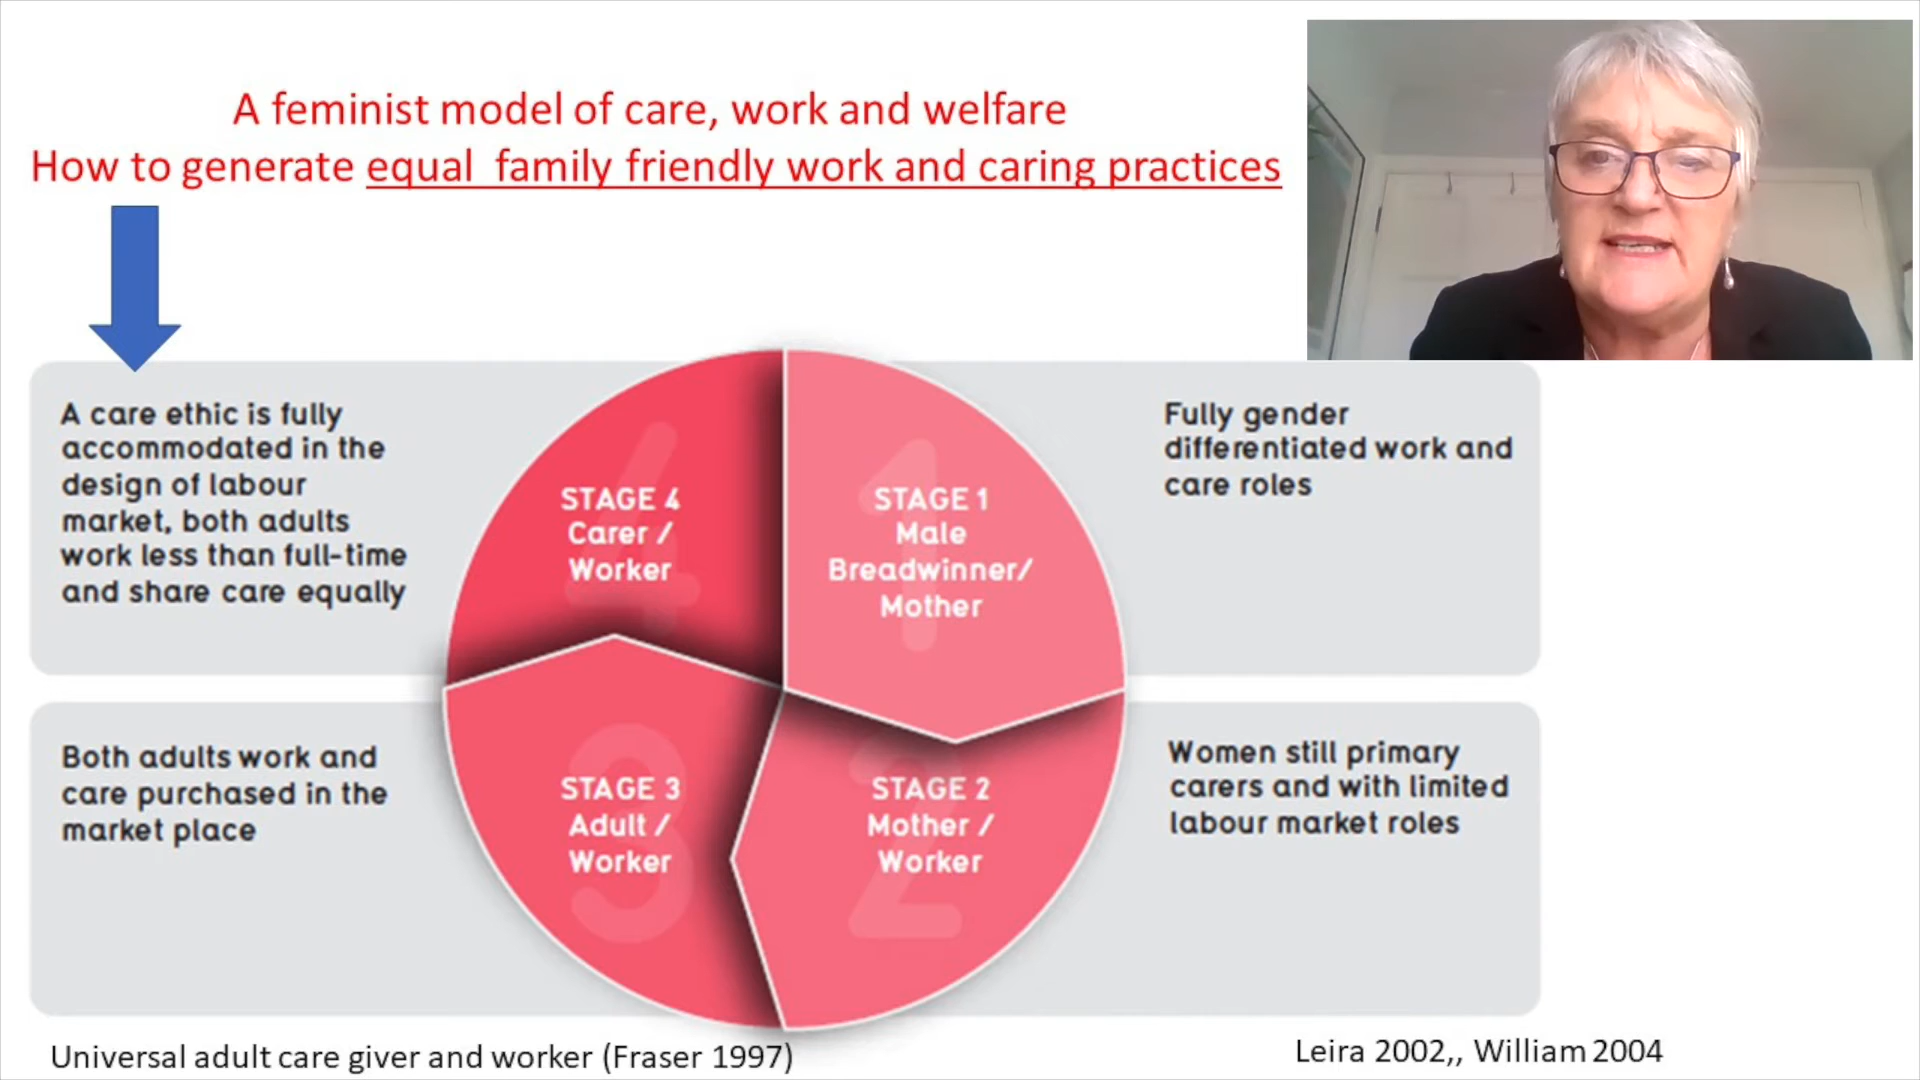 A feminist model of care, work and welfare
How to generate equal family friendly work and caring practices
A care ethic is fully
accommodated in the
design of labour
market, both adults
work less than full-time
and share care equally
4
STAGE 4
Carer /
Worker
1
STAGE 1
Male
Breadwinner/
Mother
Fully gender
differentiated work and
care roles
Both adults work and
care purchased in the
market place
3
STAGE 3
Adult /
Worker
2
STAGE 2
Mother /
Worker
Women still primary
carers and with limited
labour market roles
Universal adult care giver and worker (Fraser 1997)
Leira 2002,, William 2004